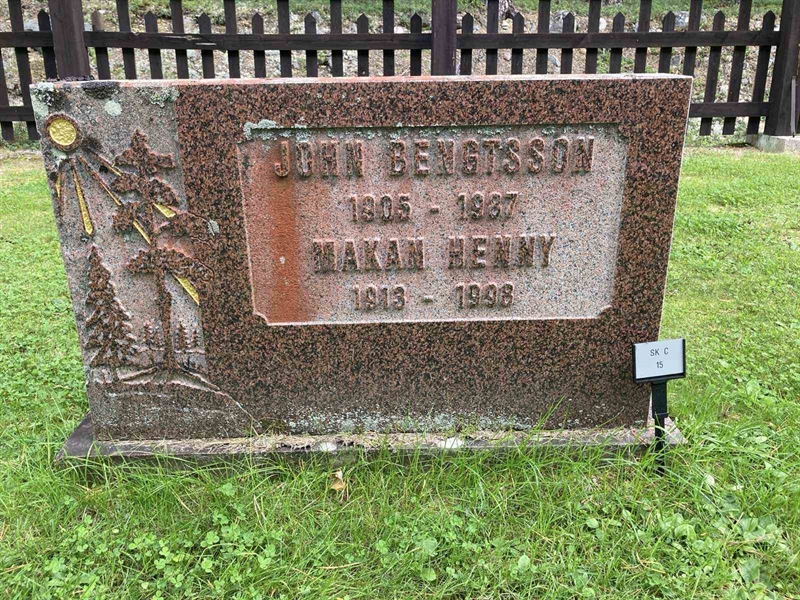 JOHN BENGTSSON
1905 - 1987
MAKAN HENNY
1913 - 1998
SK C
15